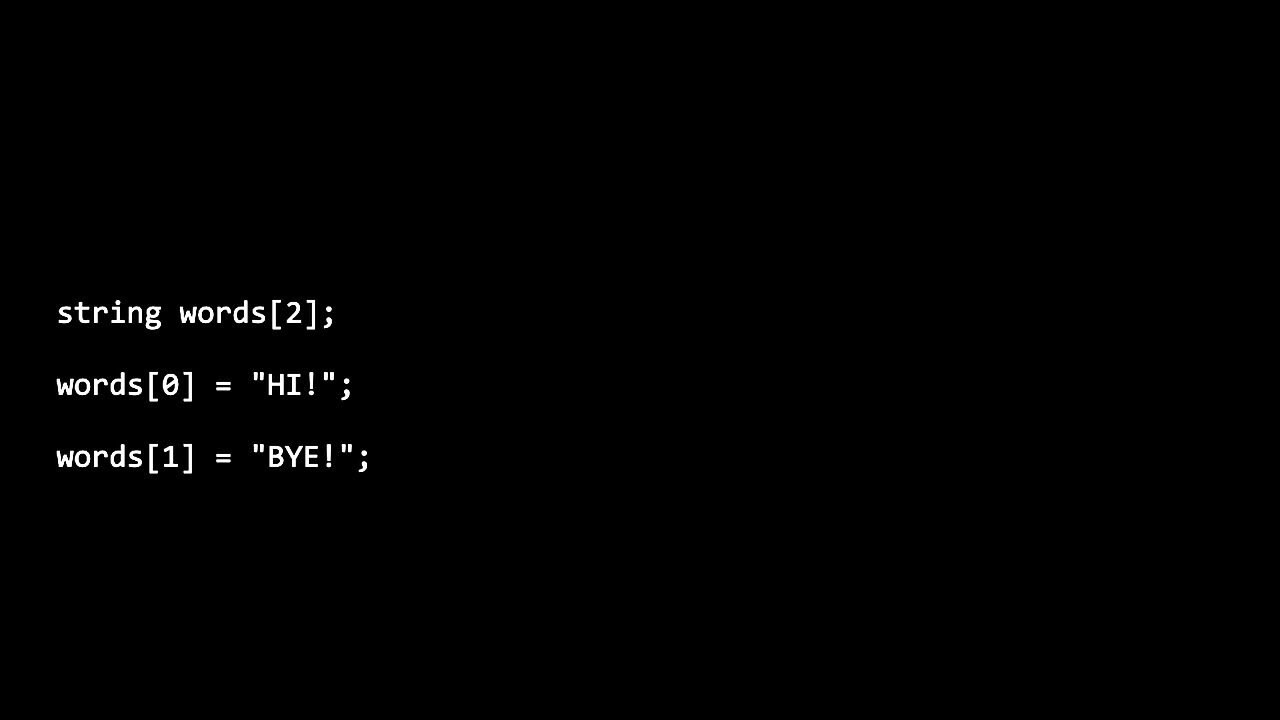 string words[2];
words[0] = "HI!";
words[1] = "BYE!";